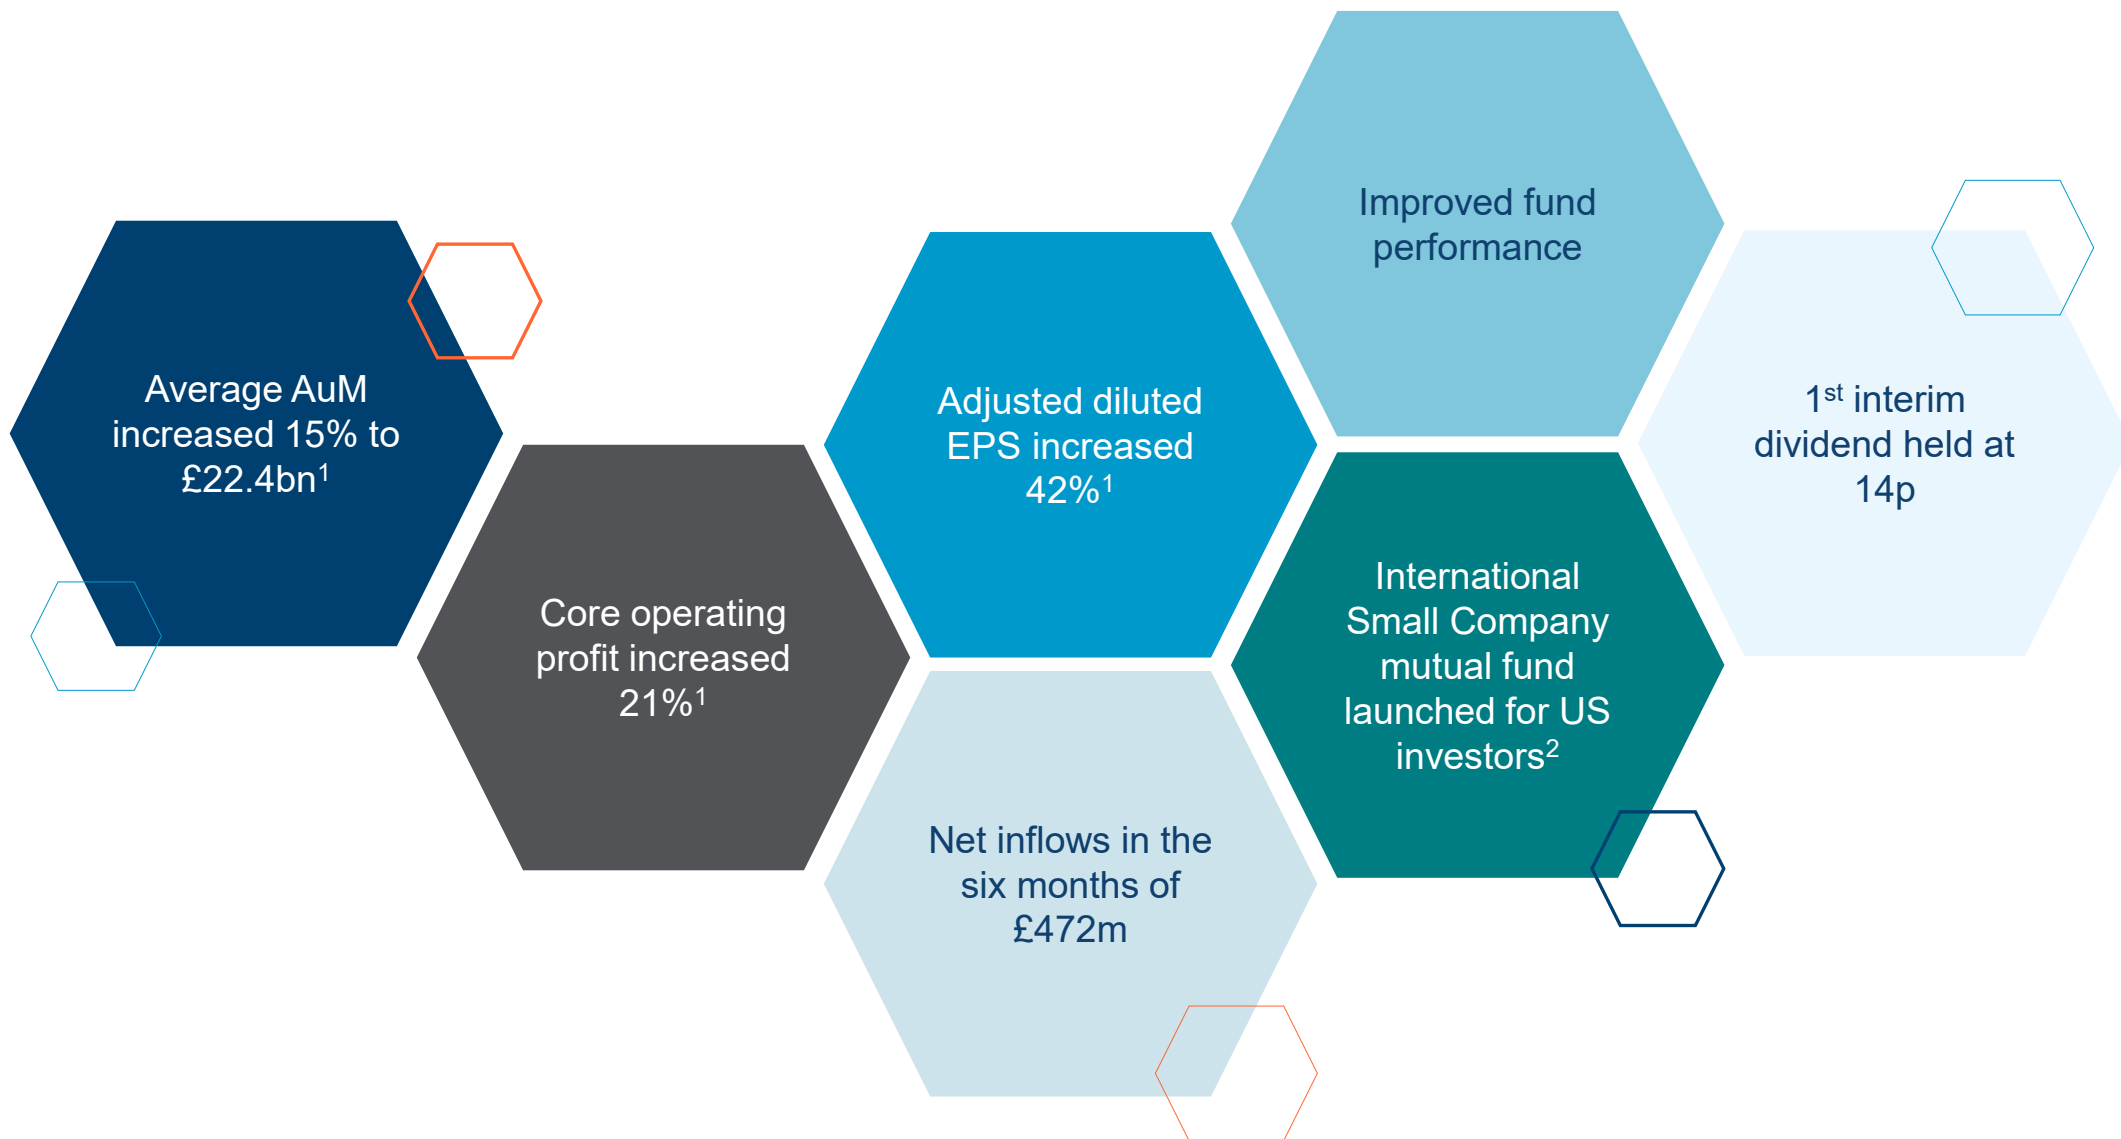 Average AuM
increased 15% to
£22.4bn¹
Core operating
profit increased
21%¹
Adjusted diluted
EPS increased
42%¹
Net inflows in the
six months of
£472m
Improved fund
performance
International
Small Company
mutual fund
launched for US
investors²
1st interim
dividend held at
14p